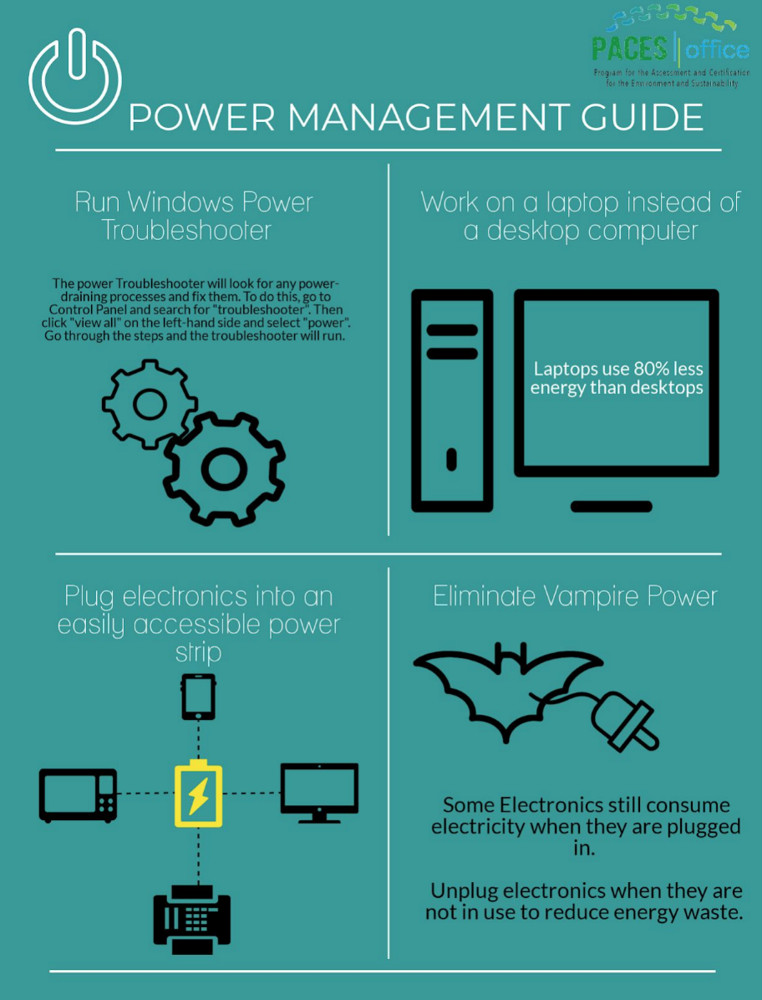 PACES office
Program for the Assessment and Certification
for the Environment and Sustainability
POWER MANAGEMENT GUIDE
Run Windows Power
Troubleshooter
The power Troubleshooter will look for any power-
draining processes and fix them. To do this, go to
Control Panel and search for "troubleshooter". Then
click "view all" on the left-hand side and select "power".
Go through the steps and the troubleshooter will run.
Work on a laptop instead of
a desktop computer
Laptops use 80% less
energy than desktops
Plug electronics into an
easily accessible power
strip
Eliminate Vampire Power
Some Electronics still consume
electricity when they are plugged
in.
Unplug electronics when they are
not in use to reduce energy waste.